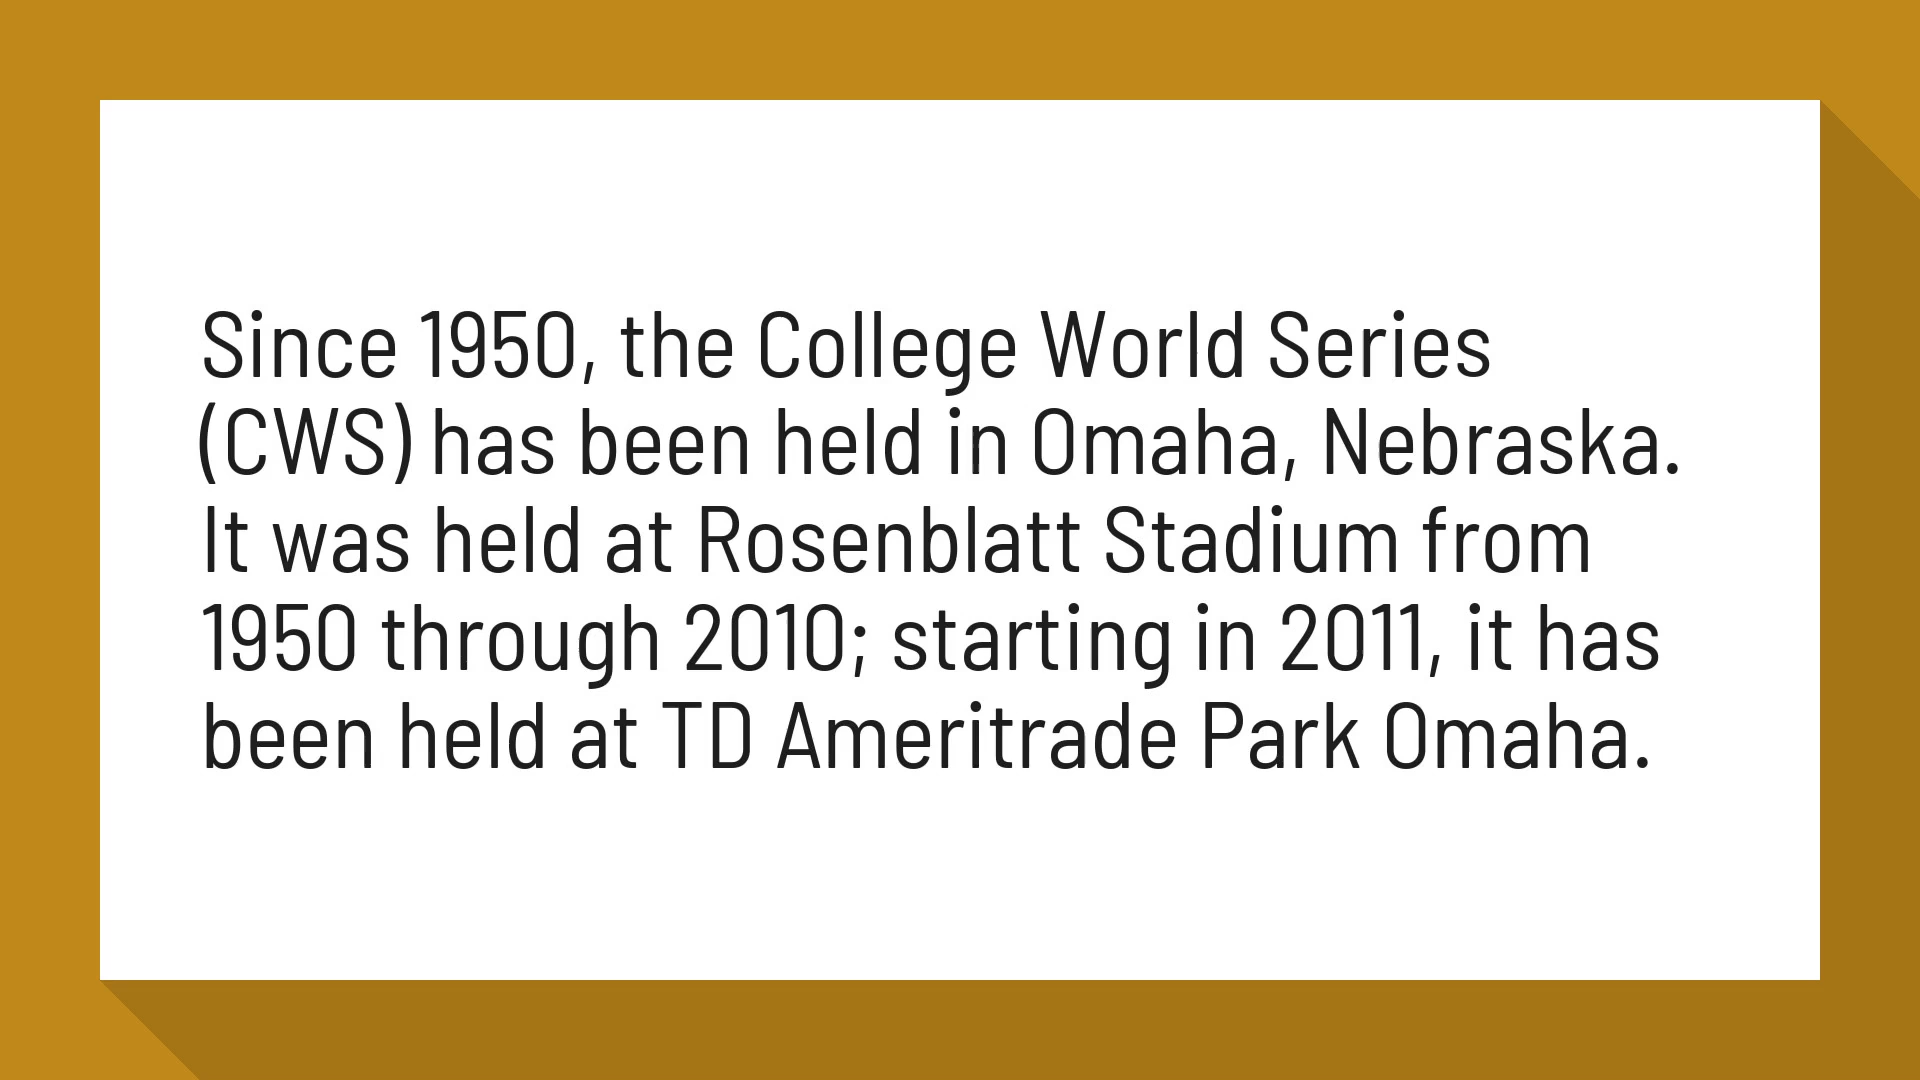 Since 1950, the College World Series
(CWS) has been held in Omaha, Nebraska.
It was held at Rosenblatt Stadium from
1950 through 2010; starting in 2011, it has
been held at TD Ameritrade Park Omaha.